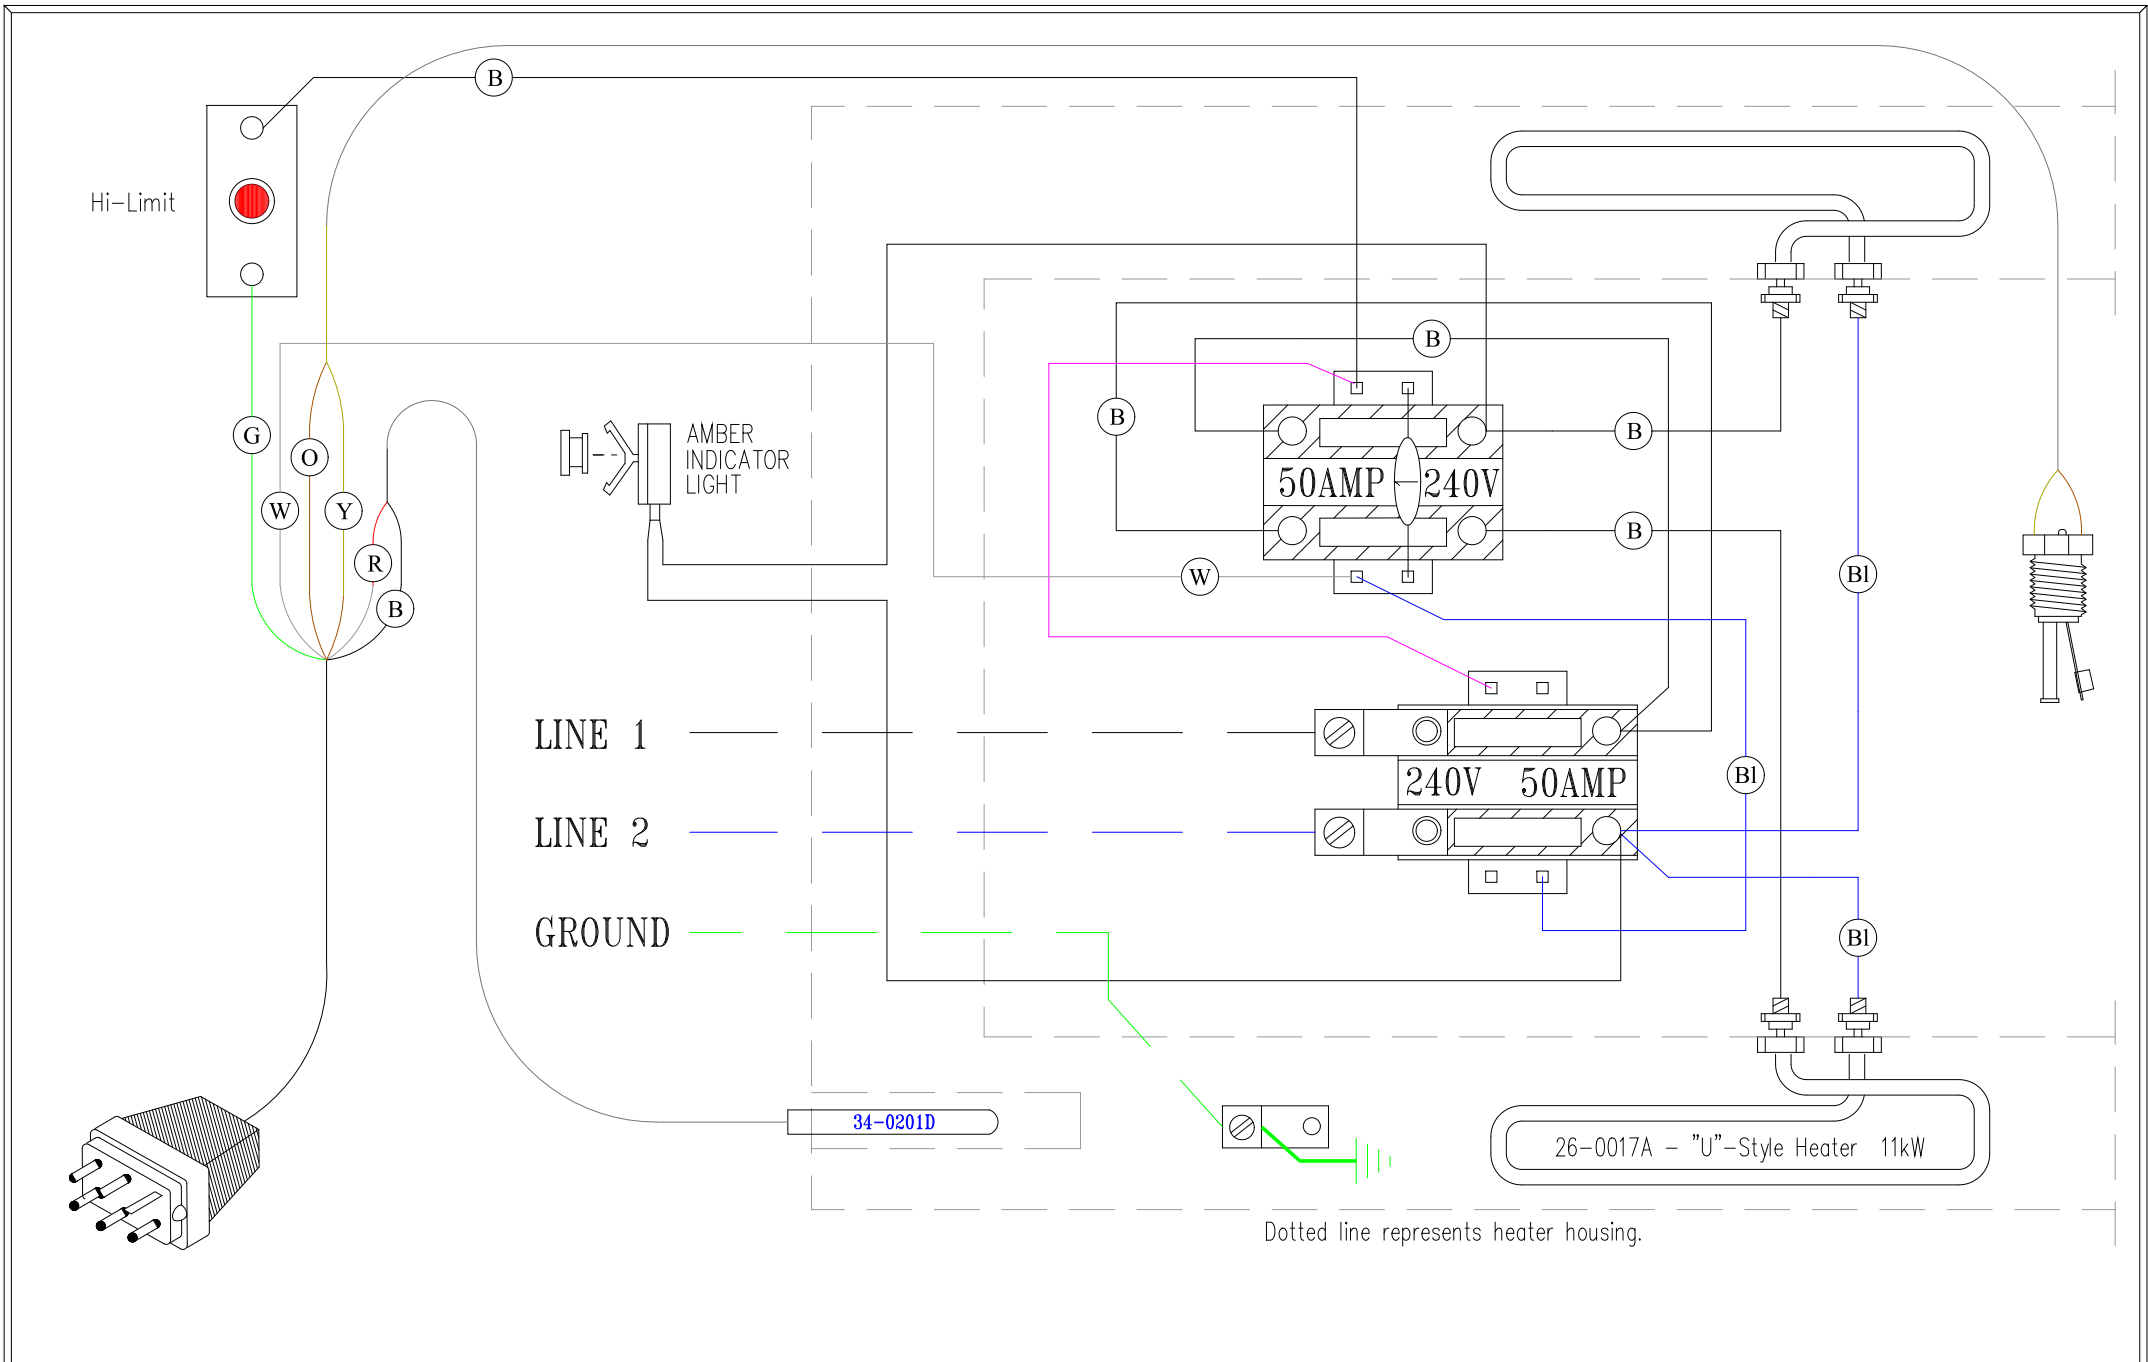 B
Hi-Limit
B
B
G
O
W
Y
R
B
AMBER
INDICATOR
LIGHT
50AMP 240V
B
B
W
Bl
LINE 1
240V 50AMP
Bl
LINE 2
GROUND
Bl
34-0201D
26-0017A - "U"-Style Heater 11kW
Dotted line represents heater housing.